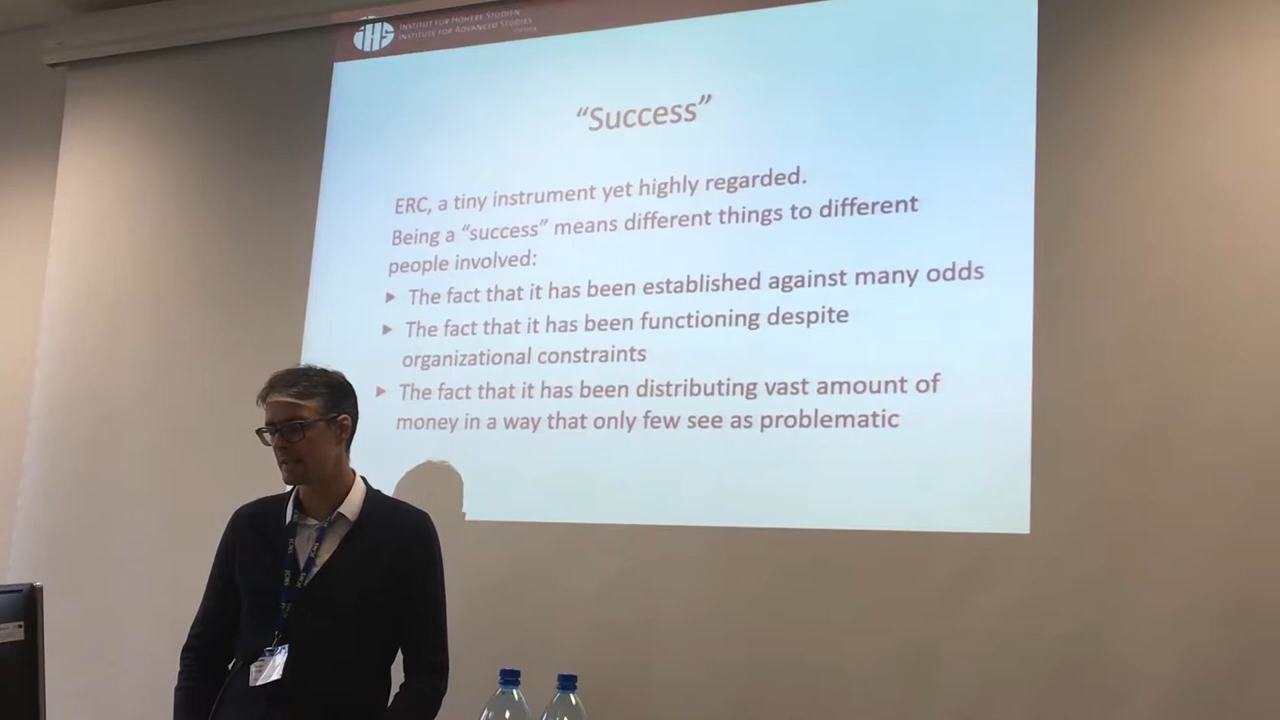 IHS
INSTITUT FÜR HÖHERE STUDIEN
INSTITUTE FOR ADVANCED STUDIES
“Success”
ERC, a tiny instrument yet highly regarded.
Being a “success” means different things to different
people involved:
The fact that it has been established against many odds
The fact that it has been functioning despite
organizational constraints
The fact that it has been distributing vast amount of
money in a way that only few see as problematic